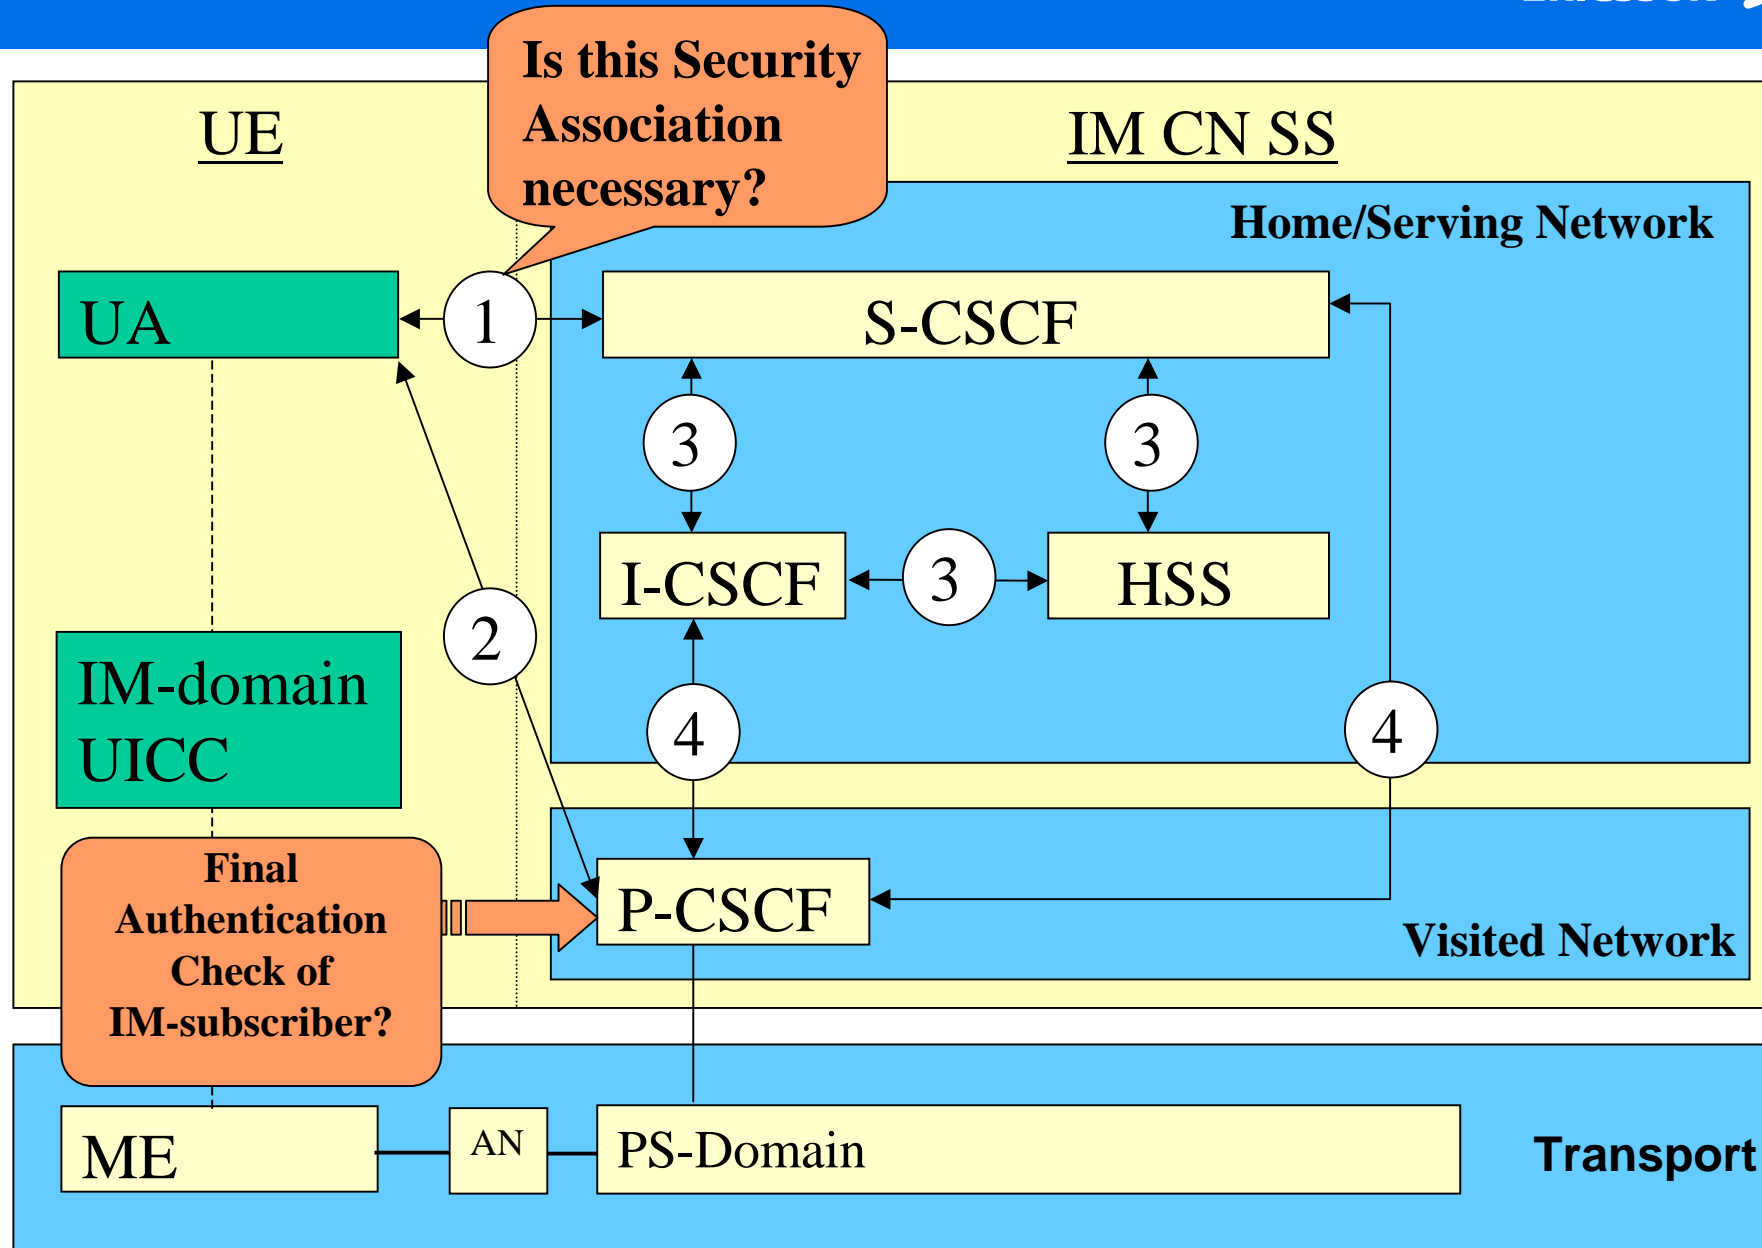 Is this Security
Association
necessary?
UE
IM CN SS
Home/Serving Network
UA
1
S-CSCF
3
3
I-CSCF
3
HSS
2
IM-domain
UICC
4
4
Final
Authentication
Check of
IM-subscriber?
P-CSCF
Visited Network
ME
AN
PS-Domain
Transport